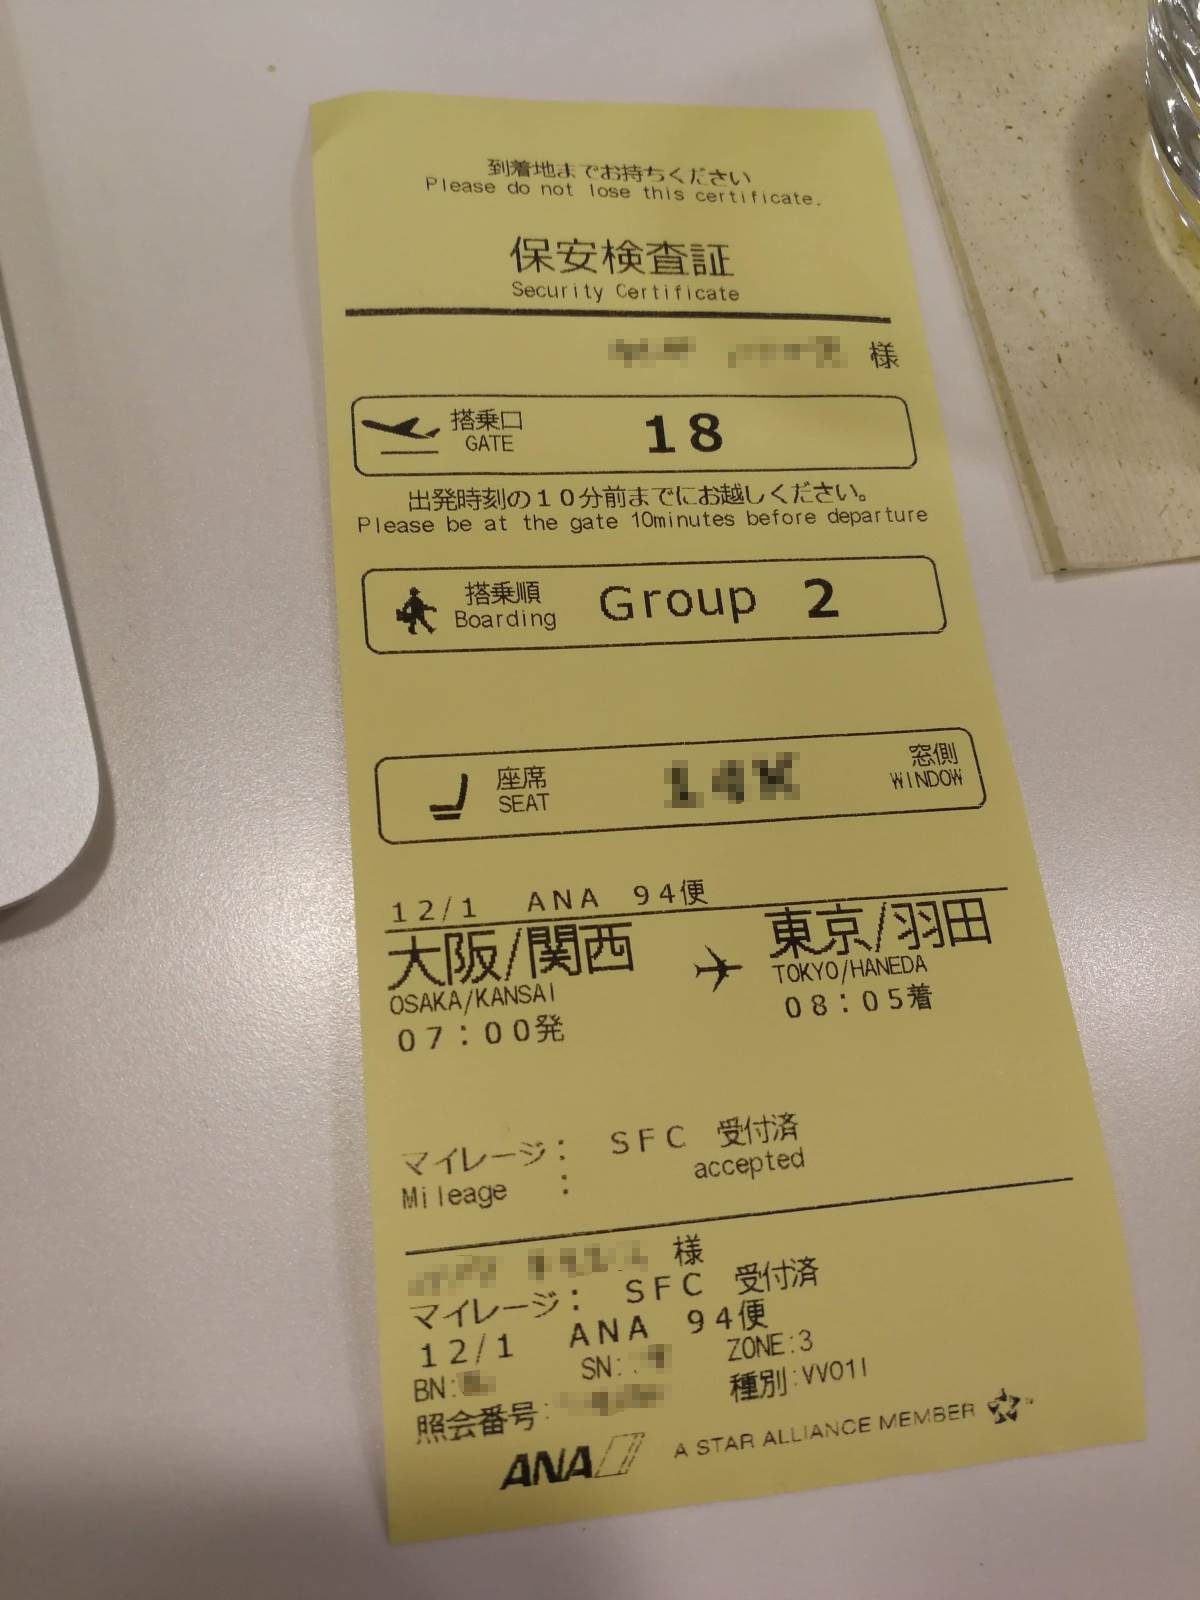 到着地までお持ちください
Please do not lose this certificate.
保安検査証
Security Certificate
様
搭乗口
GATE
18
出発時刻の10分前までにお越しください。
Please be at the gate 10minutes before departure
搭乗順
Boarding
Group 2
座席
SEAT
窓側
WINDOW
12/1 ANA 94便
大阪/関西
OSAKA/KANSAI
07:00発
東京/羽田
TOKYO/HANEDA
08:05着
マイレージ: SFC 受付済
Mileage : accepted
様
マイレージ: SFC 受付済
12/1 ANA 94便
BN: SN: ZONE:3
照会番号: 種別:VV01I
ANA A STAR ALLIANCE MEMBER